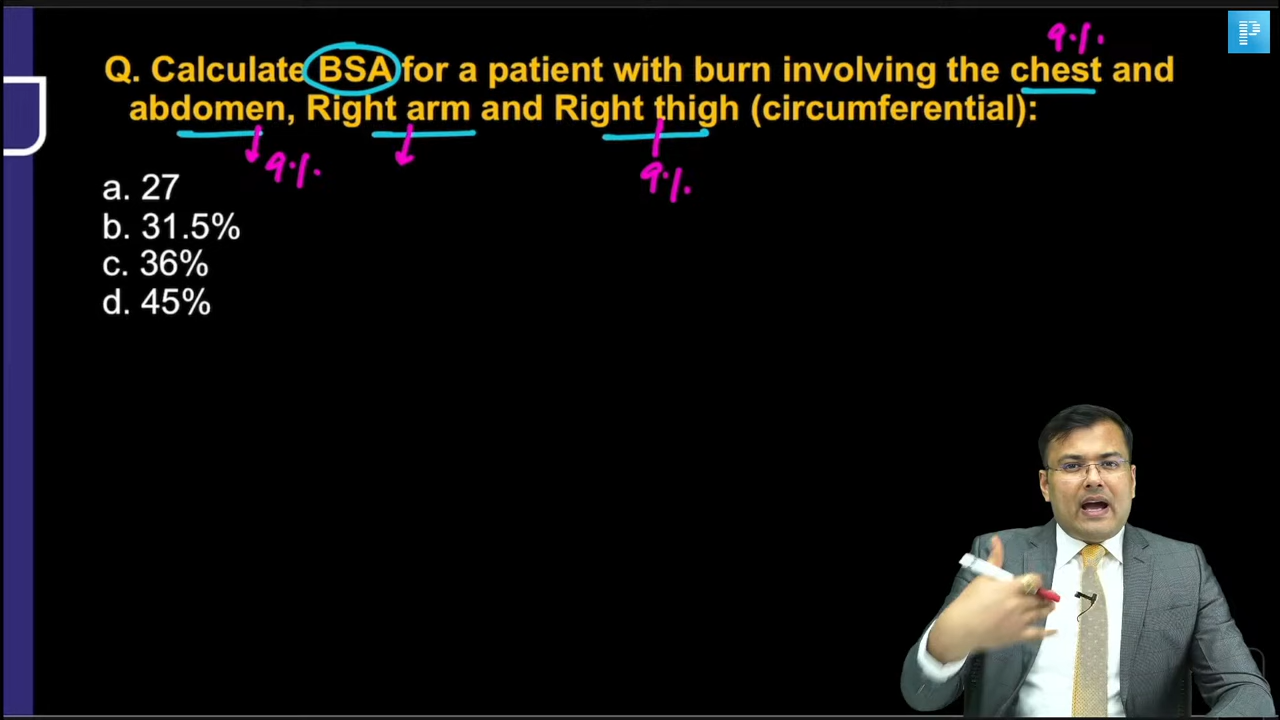 9%
Q. Calculate BSA for a patient with burn involving the chest and
abdomen, Right arm and Right thigh (circumferential):
9%
9%
a. 27
b. 31.5%
c. 36%
d. 45%
P